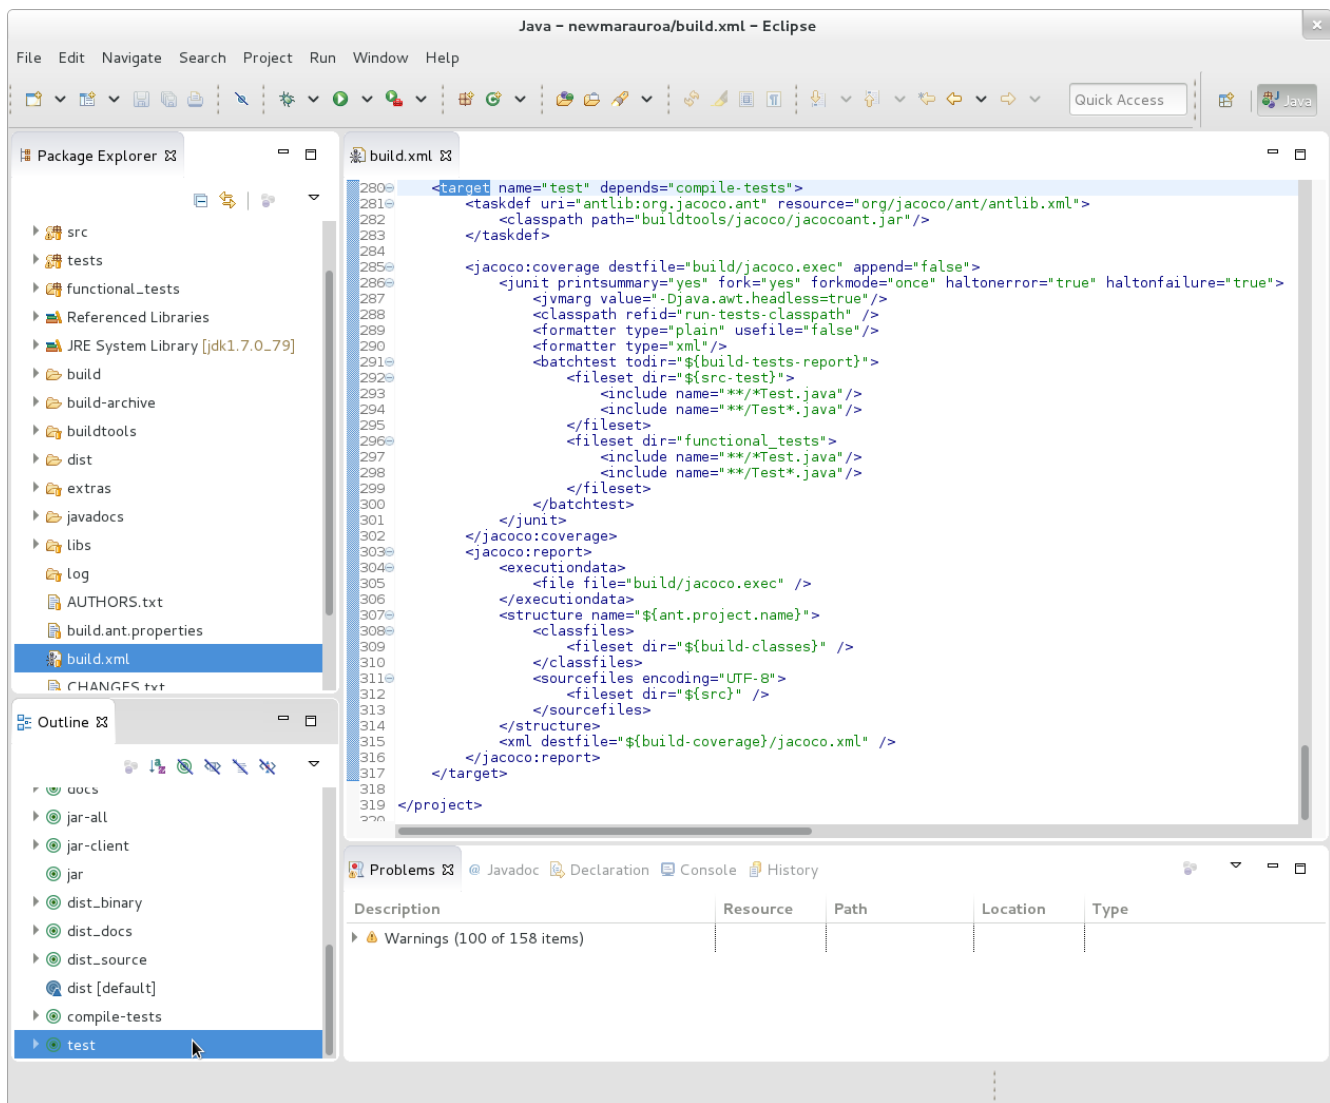 Java – newmarauroa/build.xml – Eclipse
File Edit Navigate Search Project Run Window Help
Quick Access
Java
Package Explorer
src
tests
functional_tests
Referenced Libraries
JRE System Library [jdk1.7.0_79]
build
build-archive
buildtools
dist
extras
javadocs
libs
log
AUTHORS.txt
build.ant.properties
build.xml
CHANGES.txt
Outline
docs
jar-all
jar-client
jar
dist_binary
dist_docs
dist_source
dist [default]
compile-tests
test
build.xml
280 <target name="test" depends="compile-tests">
281 <taskdef uri="antlib:org.jacoco.ant" resource="org/jacoco/ant/antlib.xml">
282 <classpath path="buildtools/jacoco/jacocoant.jar"/>
283 </taskdef>
284
285 <jacoco:coverage destfile="build/jacoco.exec" append="false">
286 <junit printsummary="yes" fork="yes" forkmode="once" haltonerror="true" haltonfailure="true">
287 <jvmarg value="-Djava.awt.headless=true"/>
288 <classpath refid="run-tests-classpath" />
289 <formatter type="plain" usefile="false"/>
290 <formatter type="xml"/>
291 <batchtest todir="${build-tests-report}">
292 <fileset dir="${src-test}">
293 <include name="**/*Test.java"/>
294 <include name="**/Test*.java"/>
295 </fileset>
296 <fileset dir="functional_tests">
297 <include name="**/*Test.java"/>
298 <include name="**/Test*.java"/>
299 </fileset>
300 </batchtest>
301 </junit>
302 </jacoco:coverage>
303 <jacoco:report>
304 <executiondata>
305 <file file="build/jacoco.exec" />
306 </executiondata>
307 <structure name="${ant.project.name}">
308 <classfiles>
309 <fileset dir="${build-classes}" />
310 </classfiles>
311 <sourcefiles encoding="UTF-8">
312 <fileset dir="${src}" />
313 </sourcefiles>
314 </structure>
315 <xml destfile="${build-coverage}/jacoco.xml" />
316 </jacoco:report>
317 </target>
318
319 </project>
320
Problems @ Javadoc Declaration Console History
Description Resource Path Location Type
Warnings (100 of 158 items)